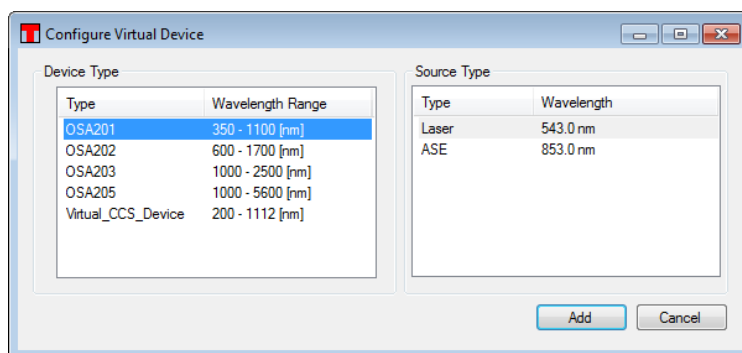 Configure Virtual Device
Device Type
Type Wavelength Range
OSA201 350 - 1100 [nm]
OSA202 600 - 1700 [nm]
OSA203 1000 - 2500 [nm]
OSA205 1000 - 5600 [nm]
Virtual_CCS_Device 200 - 1112 [nm]
Source Type
Type Wavelength
Laser 543.0 nm
ASE 853.0 nm
Add Cancel